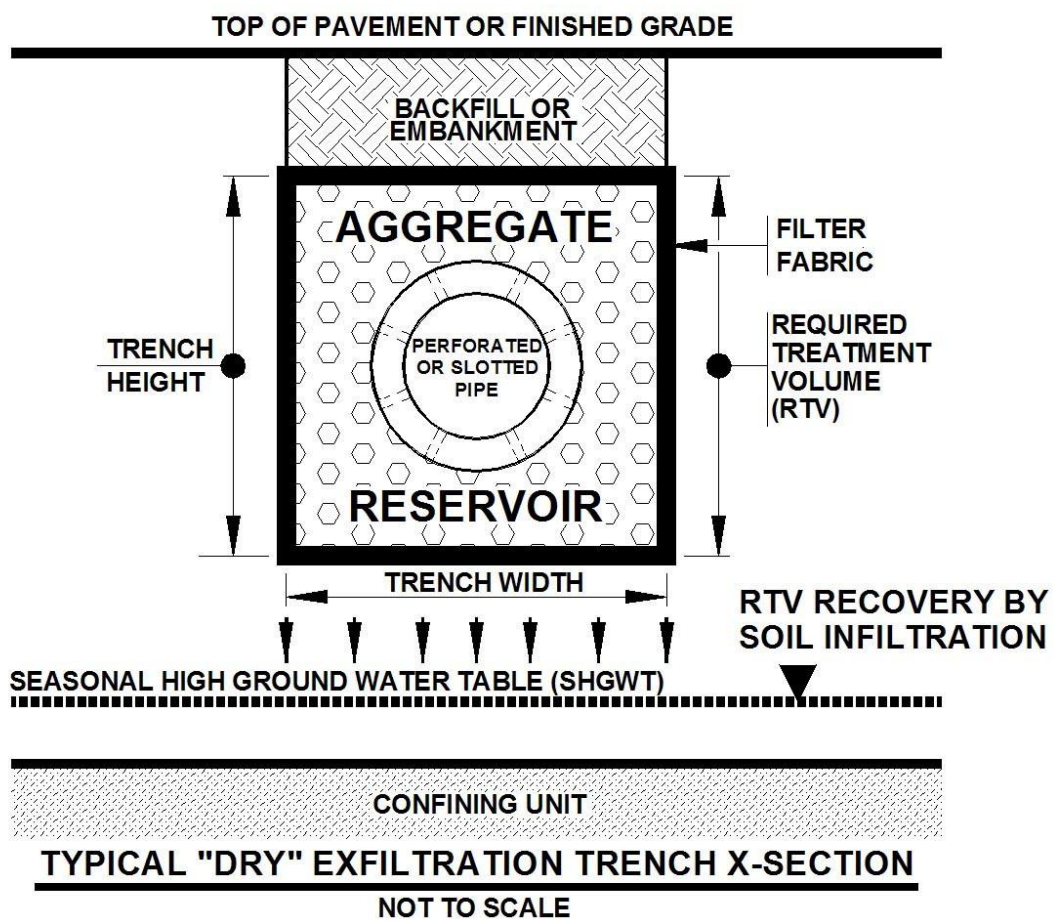 TOP OF PAVEMENT OR FINISHED GRADE
BACKFILL OR
EMBANKMENT
AGGREGATE
FILTER
FABRIC
PERFORATED
OR SLOTTED
PIPE
TRENCH
HEIGHT
REQUIRED
TREATMENT
VOLUME
(RTV)
RESERVOIR
TRENCH WIDTH
RTV RECOVERY BY
SOIL INFILTRATION
SEASONAL HIGH GROUND WATER TABLE (SHGWT)
CONFINING UNIT
TYPICAL "DRY" EXFILTRATION TRENCH X-SECTION
NOT TO SCALE